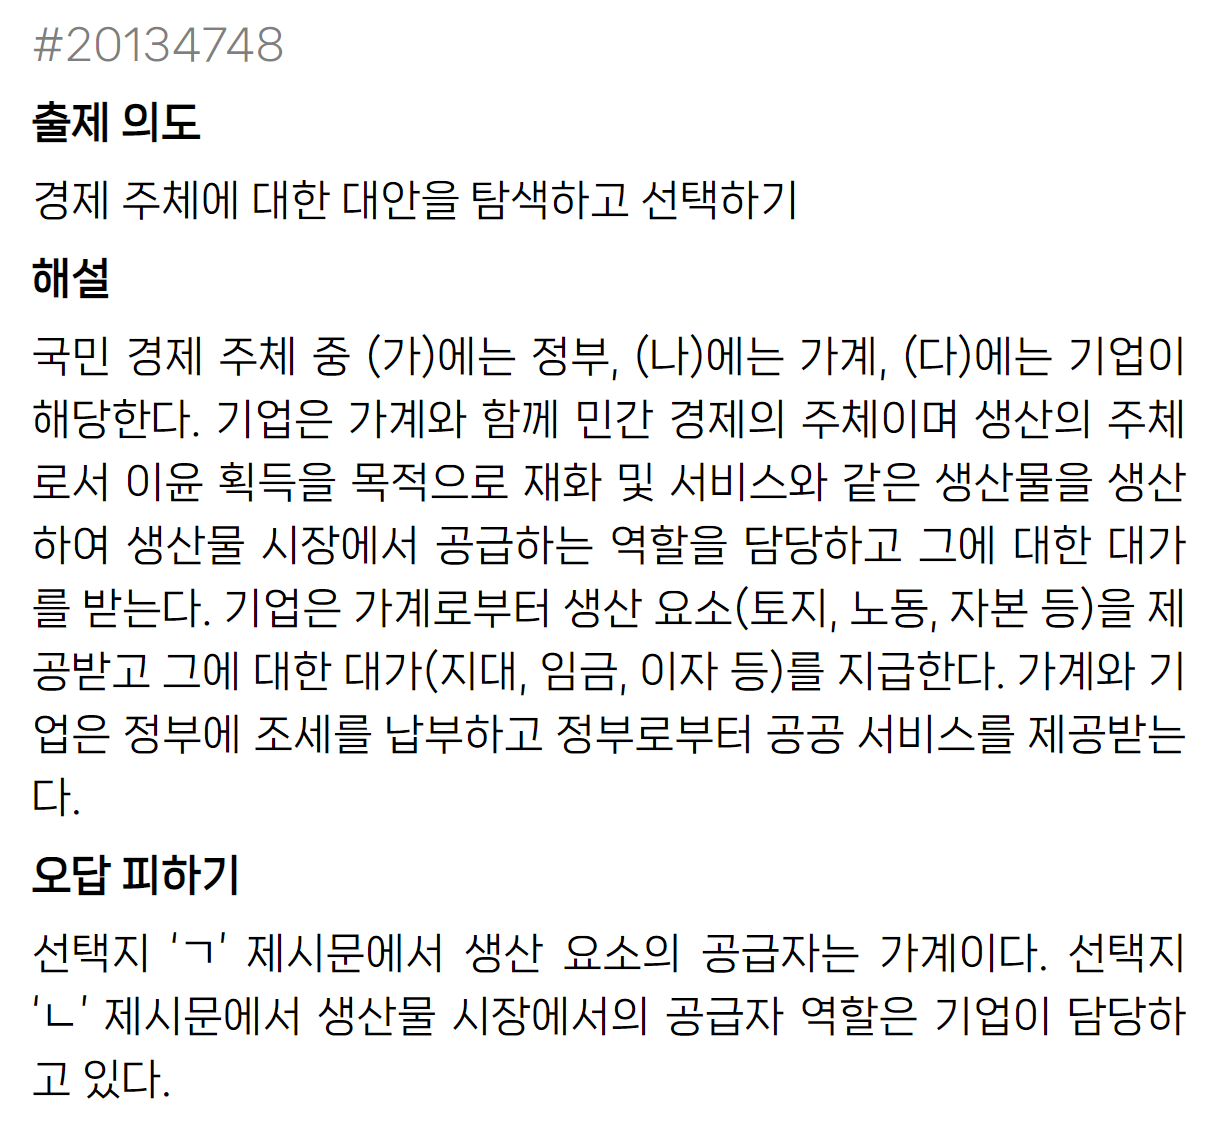 #20134748
출제 의도
경제 주체에 대한 대안을 탐색하고 선택하기
해설
국민 경제 주체 중 (가)에는 정부, (나)에는 가계, (다)에는 기업이
해당한다. 기업은 가계와 함께 민간 경제의 주체이며 생산의 주체
로서 이윤 획득을 목적으로 재화 및 서비스와 같은 생산물을 생산
하여 생산물 시장에서 공급하는 역할을 담당하고 그에 대한 대가
를 받는다. 기업은 가계로부터 생산 요소(토지, 노동, 자본 등)을 제
공받고 그에 대한 대가(지대, 임금, 이자 등)를 지급한다. 가계와 기
업은 정부에 조세를 납부하고 정부로부터 공공 서비스를 제공받는
다.
오답 피하기
선택지 ‘ㄱ’ 제시문에서 생산 요소의 공급자는 가계이다. 선택지
‘ㄴ’ 제시문에서 생산물 시장에서의 공급자 역할은 기업이 담당하
고 있다.